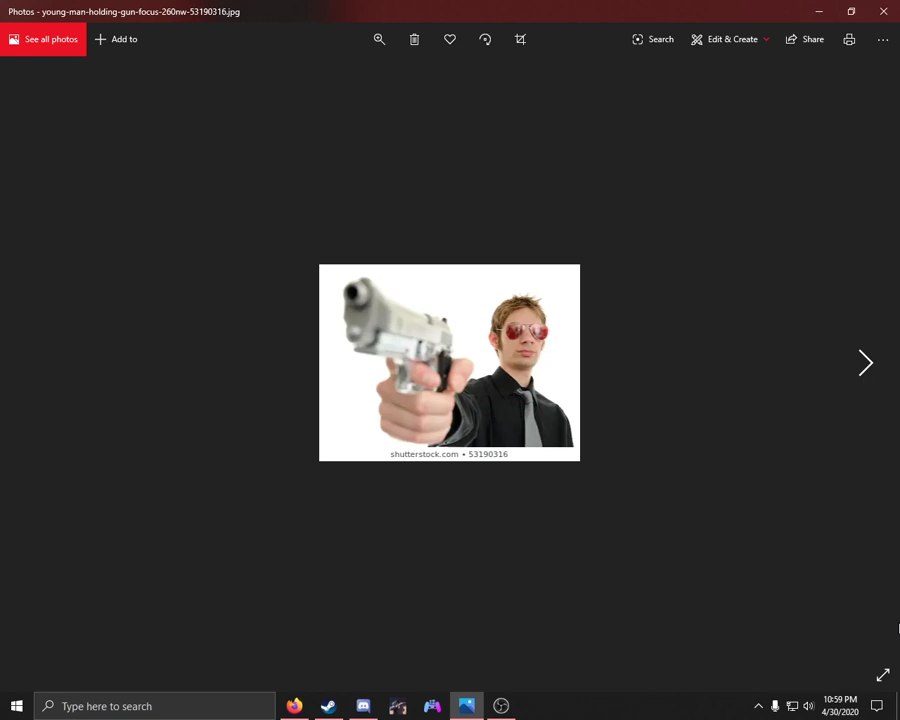 Photos - young-man-holding-gun-focus-260nw-53190316.jpg
See all photos
Add to
Search
Edit & Create
Share
shutterstock.com • 53190316
Type here to search
10:59 PM
4/30/2020